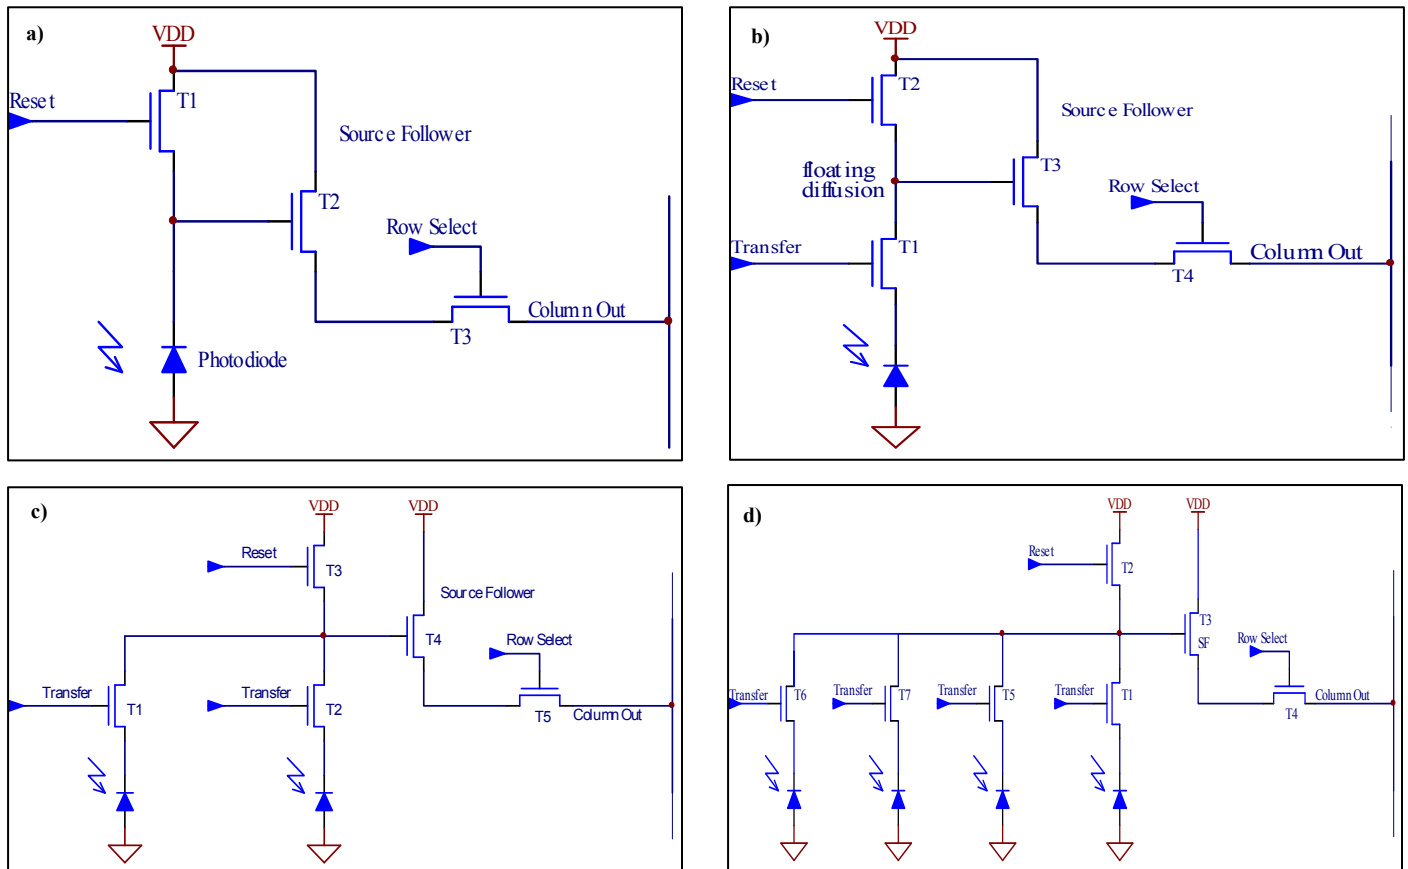 a)
VDD
Reset
T1
Source Follower
T2
Row Select
Column Out
T3
Photodiode
b)
VDD
Reset
T2
Source Follower
floating
diffusion
T3
Row Select
Transfer
T1
Column Out
T4
c)
VDD
VDD
Reset
T3
Source Follower
T4
Row Select
Transfer
T1
Transfer
T2
T5
Column Out
d)
VDD
VDD
Reset
T2
T3
SF
Row Select
Transfer
T6
Transfer
T7
Transfer
T5
Transfer
T1
Column Out
T4